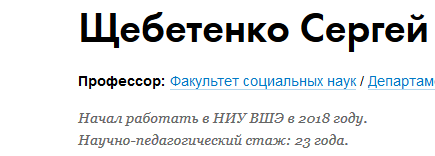 Щебетенко Сергей
Профессор: Факультет социальных наук / Департам
Начал работать в НИУ ВШЭ в 2018 году.
Научно-педагогический стаж: 23 года.